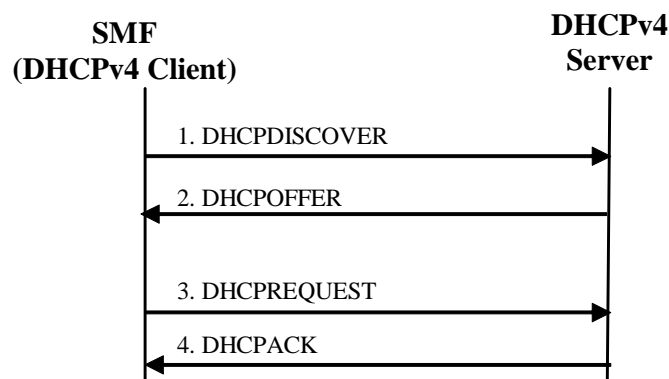 SMF
(DHCPv4 Client)
DHCPv4
Server
1. DHCPDISCOVER
2. DHCPOFFER
3. DHCPREQUEST
4. DHCPACK